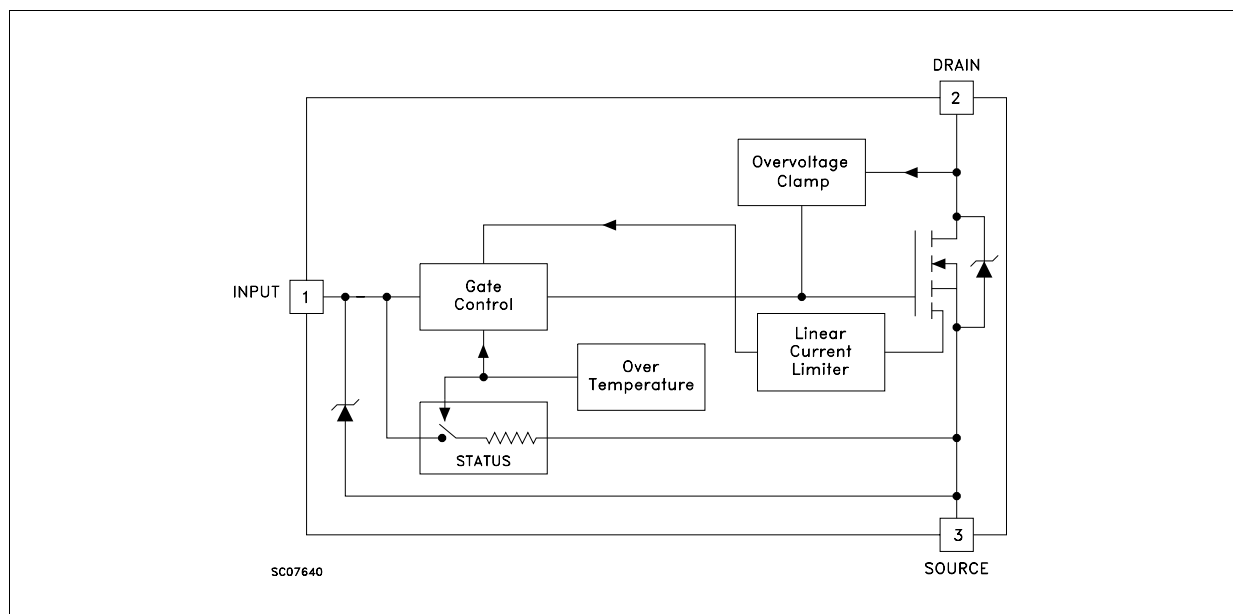 DRAIN
2
Overvoltage
Clamp
Gate
Control
INPUT
1
Linear
Current
Limiter
Over
Temperature
STATUS
3
SOURCE
SC07640